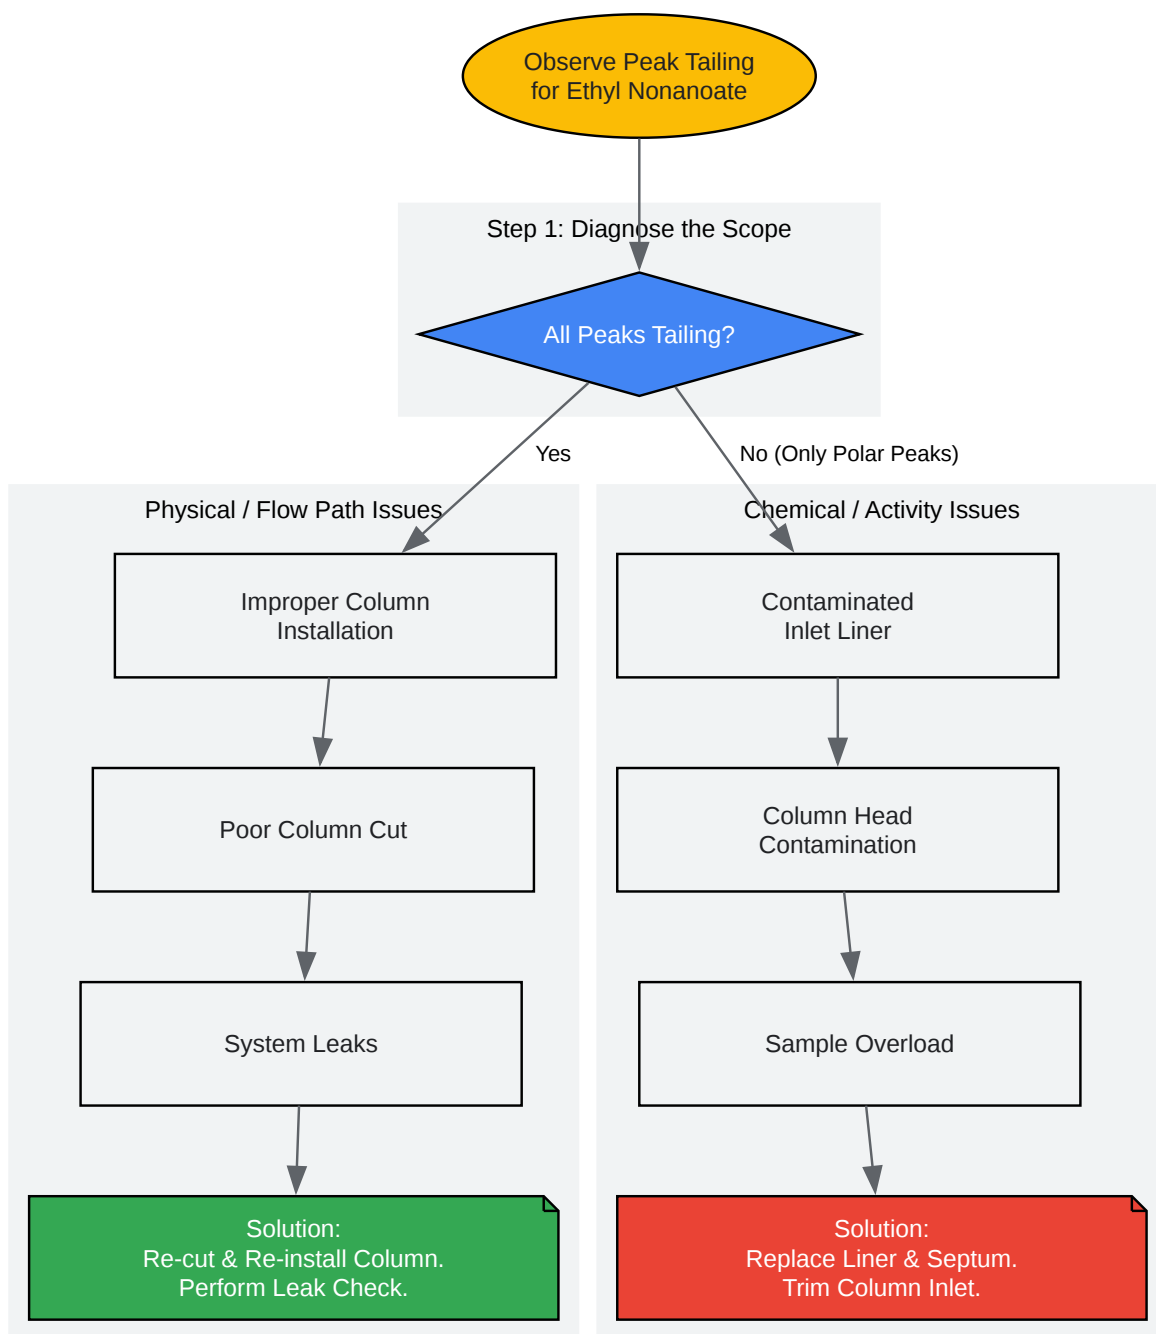 Observe Peak Tailing
for Ethyl Nonanoate
Step 1: Diagnose the Scope
All Peaks Tailing?
Yes
No (Only Polar Peaks)
Physical / Flow Path Issues
Improper Column
Installation
Poor Column Cut
System Leaks
Solution:
Re-cut & Re-install Column.
Perform Leak Check.
Chemical / Activity Issues
Contaminated
Inlet Liner
Column Head
Contamination
Sample Overload
Solution:
Replace Liner & Septum.
Trim Column Inlet.